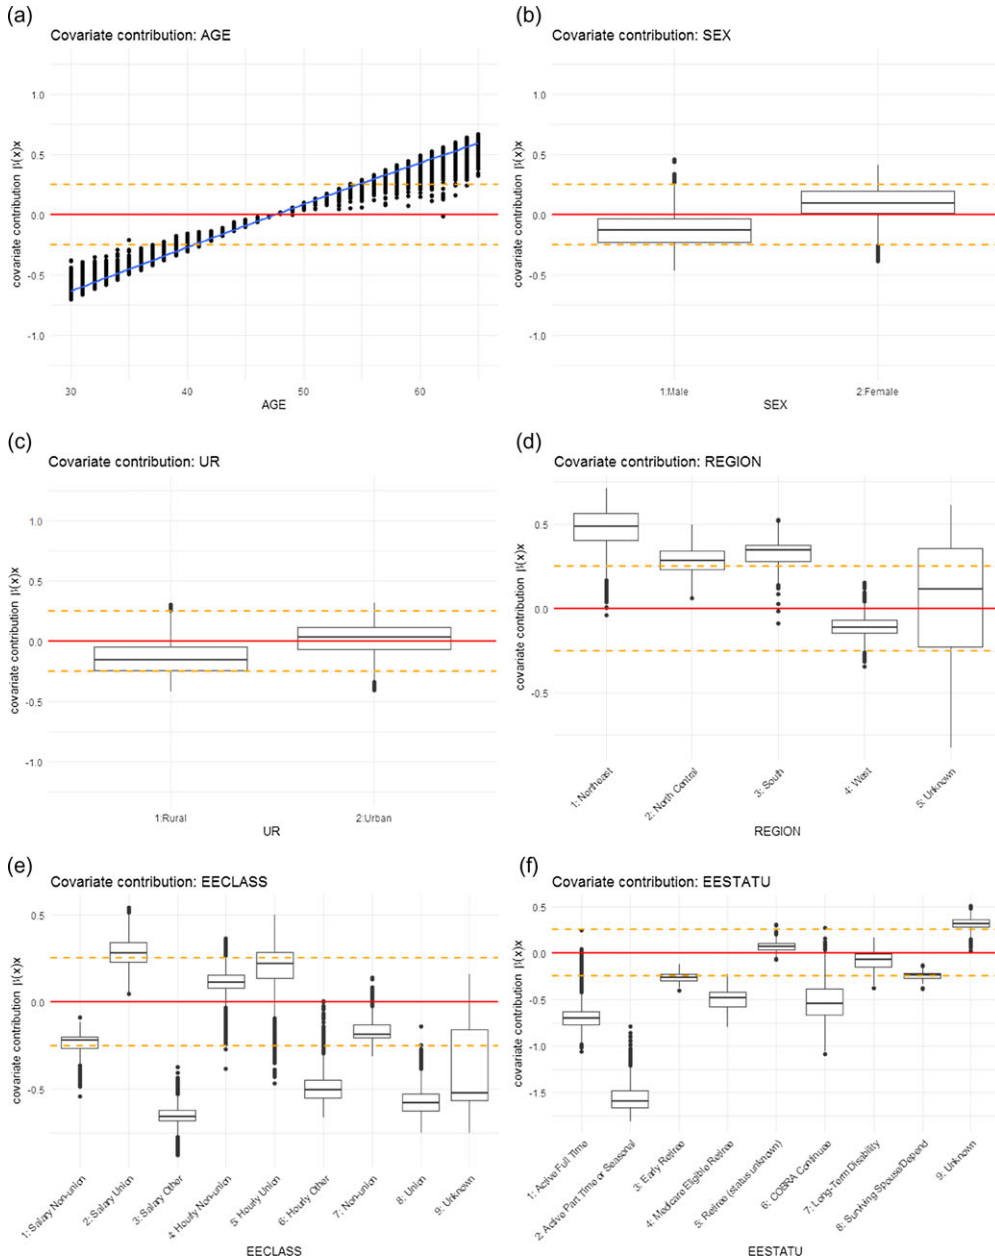 (a)
Covariate contribution: AGE
covariate contribution β(x)x
1.0
0.5
0.0
-0.5
-1.0
30 40 50 60
AGE
(b)
Covariate contribution: SEX
covariate contribution β(x)x
1.0
0.5
0.0
-0.5
-1.0
1:Male 2:Female
SEX
(c)
Covariate contribution: UR
covariate contribution β(x)x
1.0
0.5
0.0
-0.5
-1.0
1:Rural 2:Urban
UR
(d)
Covariate contribution: REGION
covariate contribution β(x)x
0.5
0.0
-0.5
1: Northeast
2: North Central
3: South
4: West
5: Unknown
REGION
(e)
Covariate contribution: EECLASS
covariate contribution β(x)x
0.5
0.0
-0.5
1: Salary Non-union
2: Salary Union
3: Salary Other
4 Hourly Non-union
5 Hourly Union
6: Hourly Other
7: Non-union
8: Union
9: Unknown
EECLASS
(f)
Covariate contribution: EESTATU
covariate contribution β(x)x
0.5
0.0
-0.5
-1.0
-1.5
1: Active Full Time
2: Active Part Time or Seasonal
3: Early Retiree
4: Medicare Eligible Retiree
5: Retiree (status unknown)
6: COBRA Continuee
7: Long-Term Disability
8: Surviving Spouse/Depend
9: Unknown
EESTATU